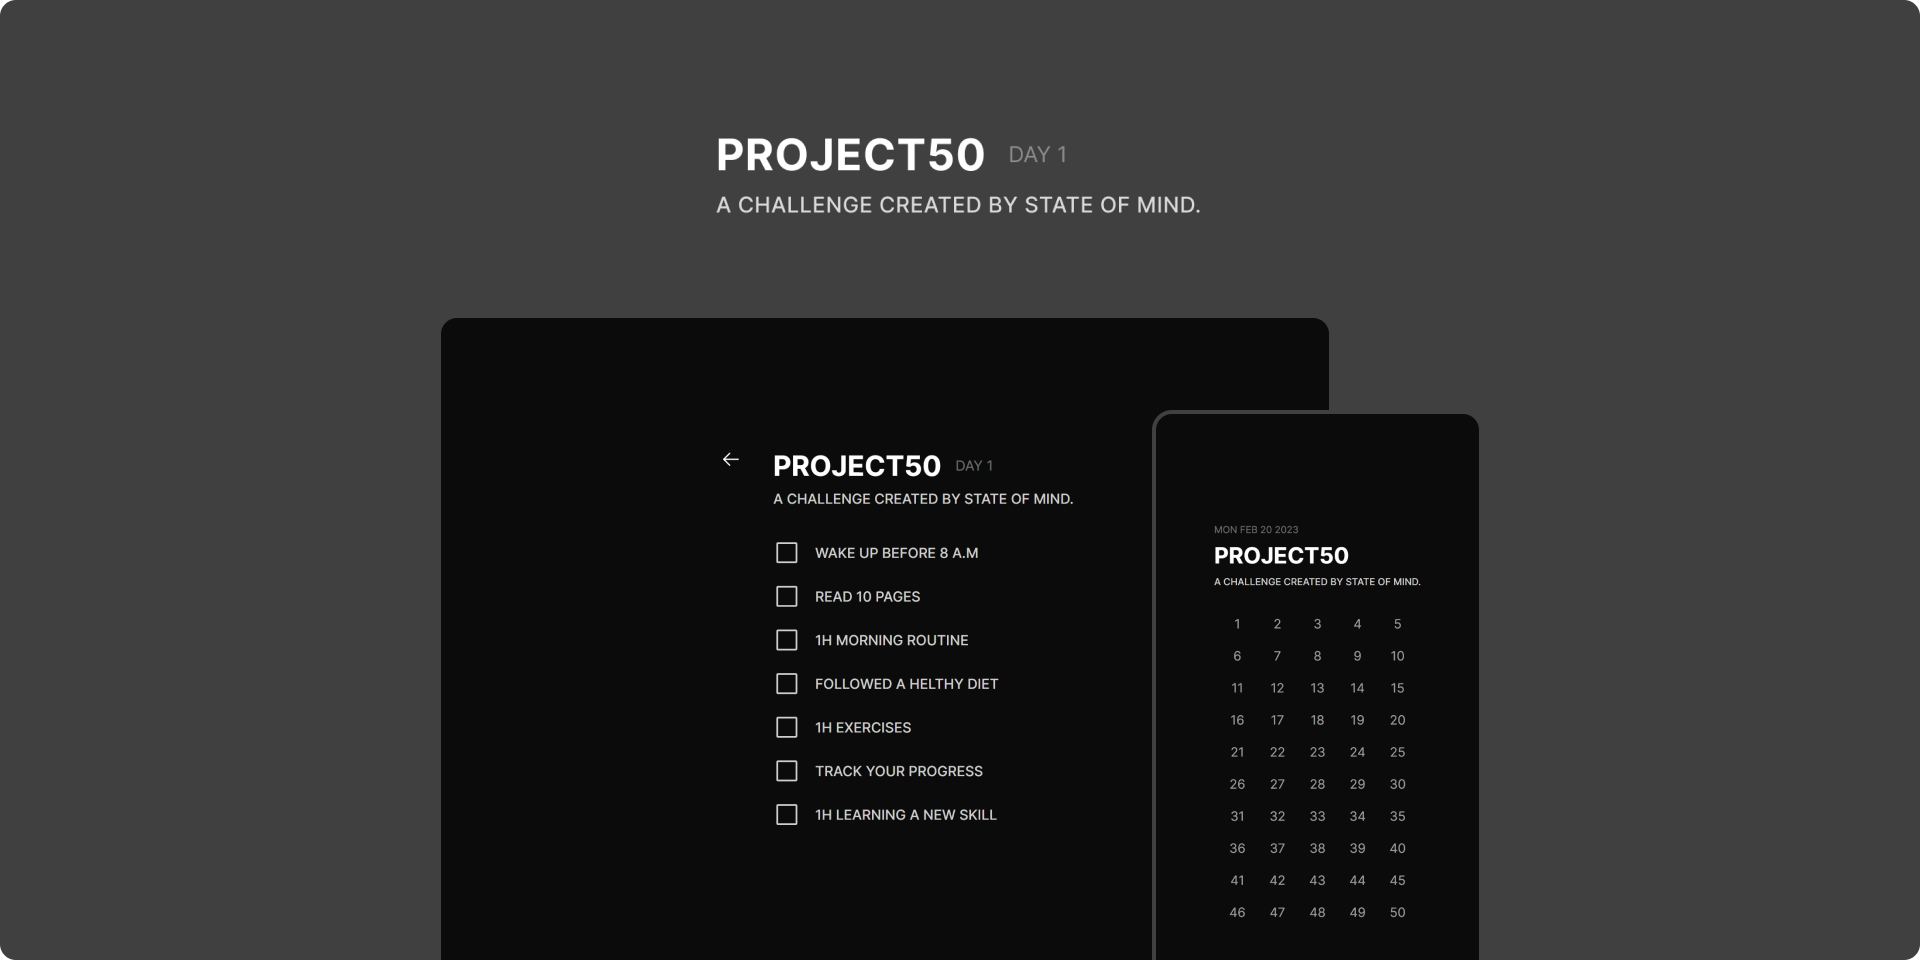 PROJECT50 DAY 1
A CHALLENGE CREATED BY STATE OF MIND.
PROJECT50 DAY 1
A CHALLENGE CREATED BY STATE OF MIND.
WAKE UP BEFORE 8 A.M
READ 10 PAGES
1H MORNING ROUTINE
FOLLOWED A HELTHY DIET
1H EXERCISES
TRACK YOUR PROGRESS
1H LEARNING A NEW SKILL
MON FEB 20 2023
PROJECT50
A CHALLENGE CREATED BY STATE OF MIND.
1 2 3 4 5
6 7 8 9 10
11 12 13 14 15
16 17 18 19 20
21 22 23 24 25
26 27 28 29 30
31 32 33 34 35
36 37 38 39 40
41 42 43 44 45
46 47 48 49 50